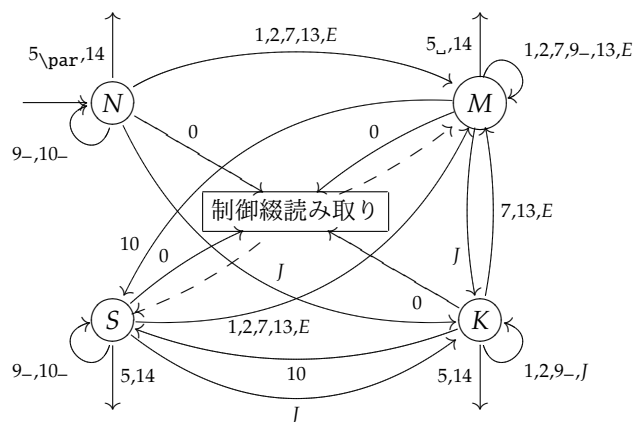 5\par,14
1,2,7,13,E
5␣,14
1,2,7,9–,13,E
N
M
9–,10–
0
0
制御綴読み取り
7,13,E
10
0
J
J
0
S
1,2,7,13,E
K
9–,10–
5,14
10
5,14
1,2,9–,J
J